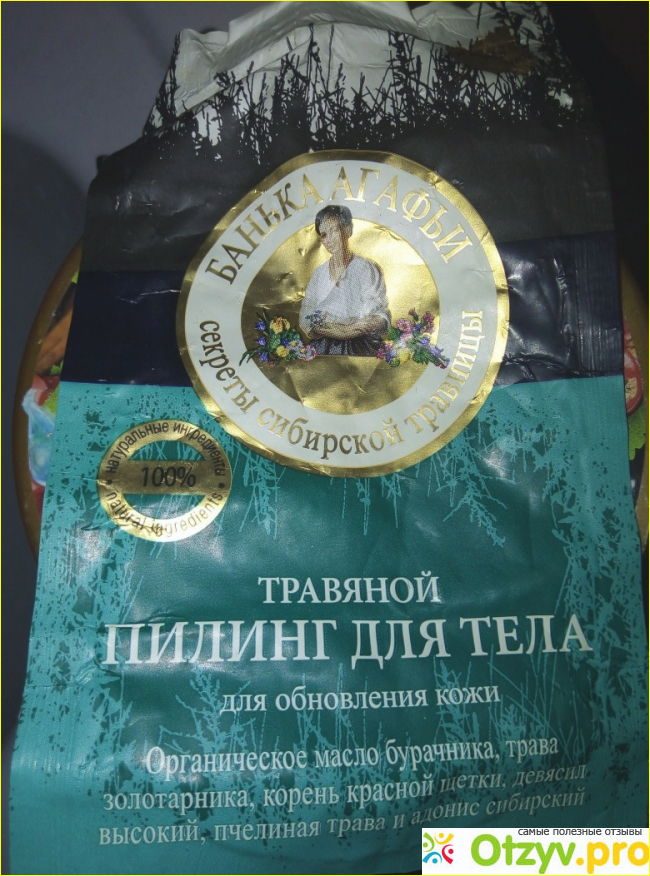 БАНЬКА АГАФЬИ
секреты сибирской травницы
натуральные ингредиенты
100%
natural ingredients
ТРАВЯНОЙ
ПИЛИНГ ДЛЯ ТЕЛА
для обновления кожи
Органическое масло бурачника, трава
золотарника, корень красной щетки, девясил
высокий, пчелиная трава и адонис сибирский
самые полезные отзывы
Otzyv.pro